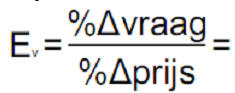 Eᵥ = %Δvraag / %Δprijs =